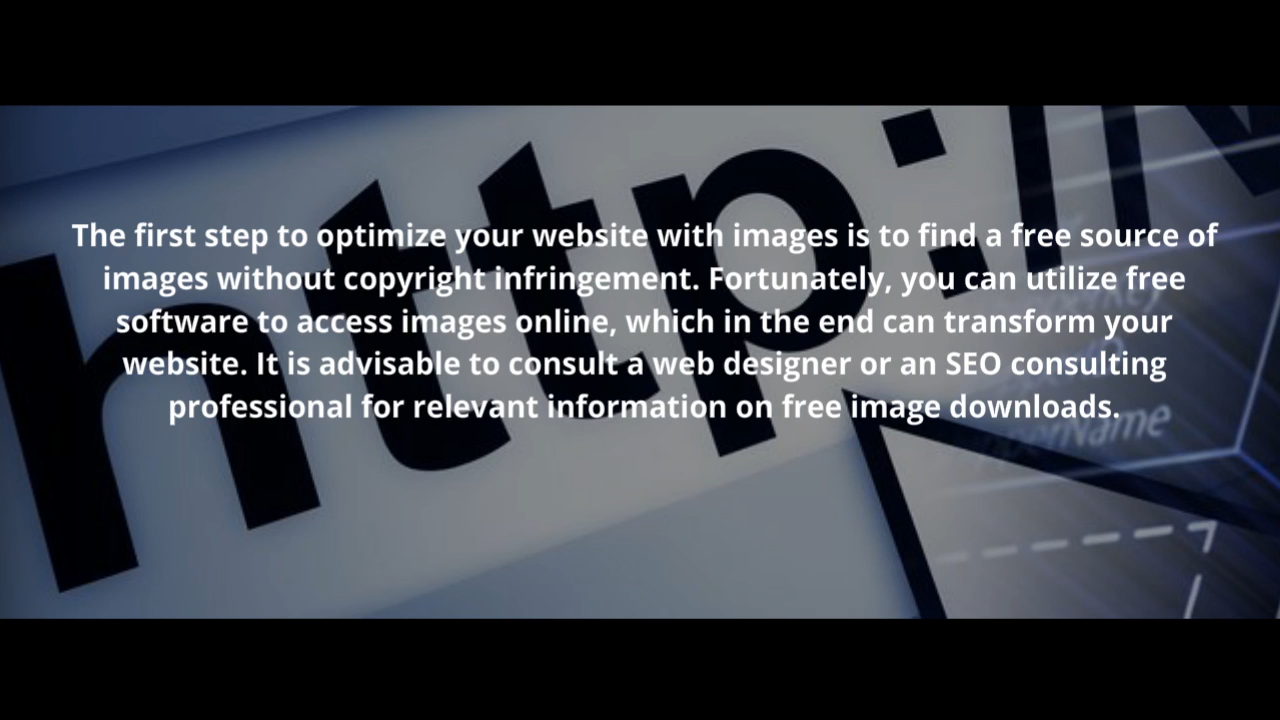 http://w
The first step to optimize your website with images is to find a free source of
images without copyright infringement. Fortunately, you can utilize free
software to access images online, which in the end can transform your
website. It is advisable to consult a web designer or an SEO consulting
professional for relevant information on free image downloads.